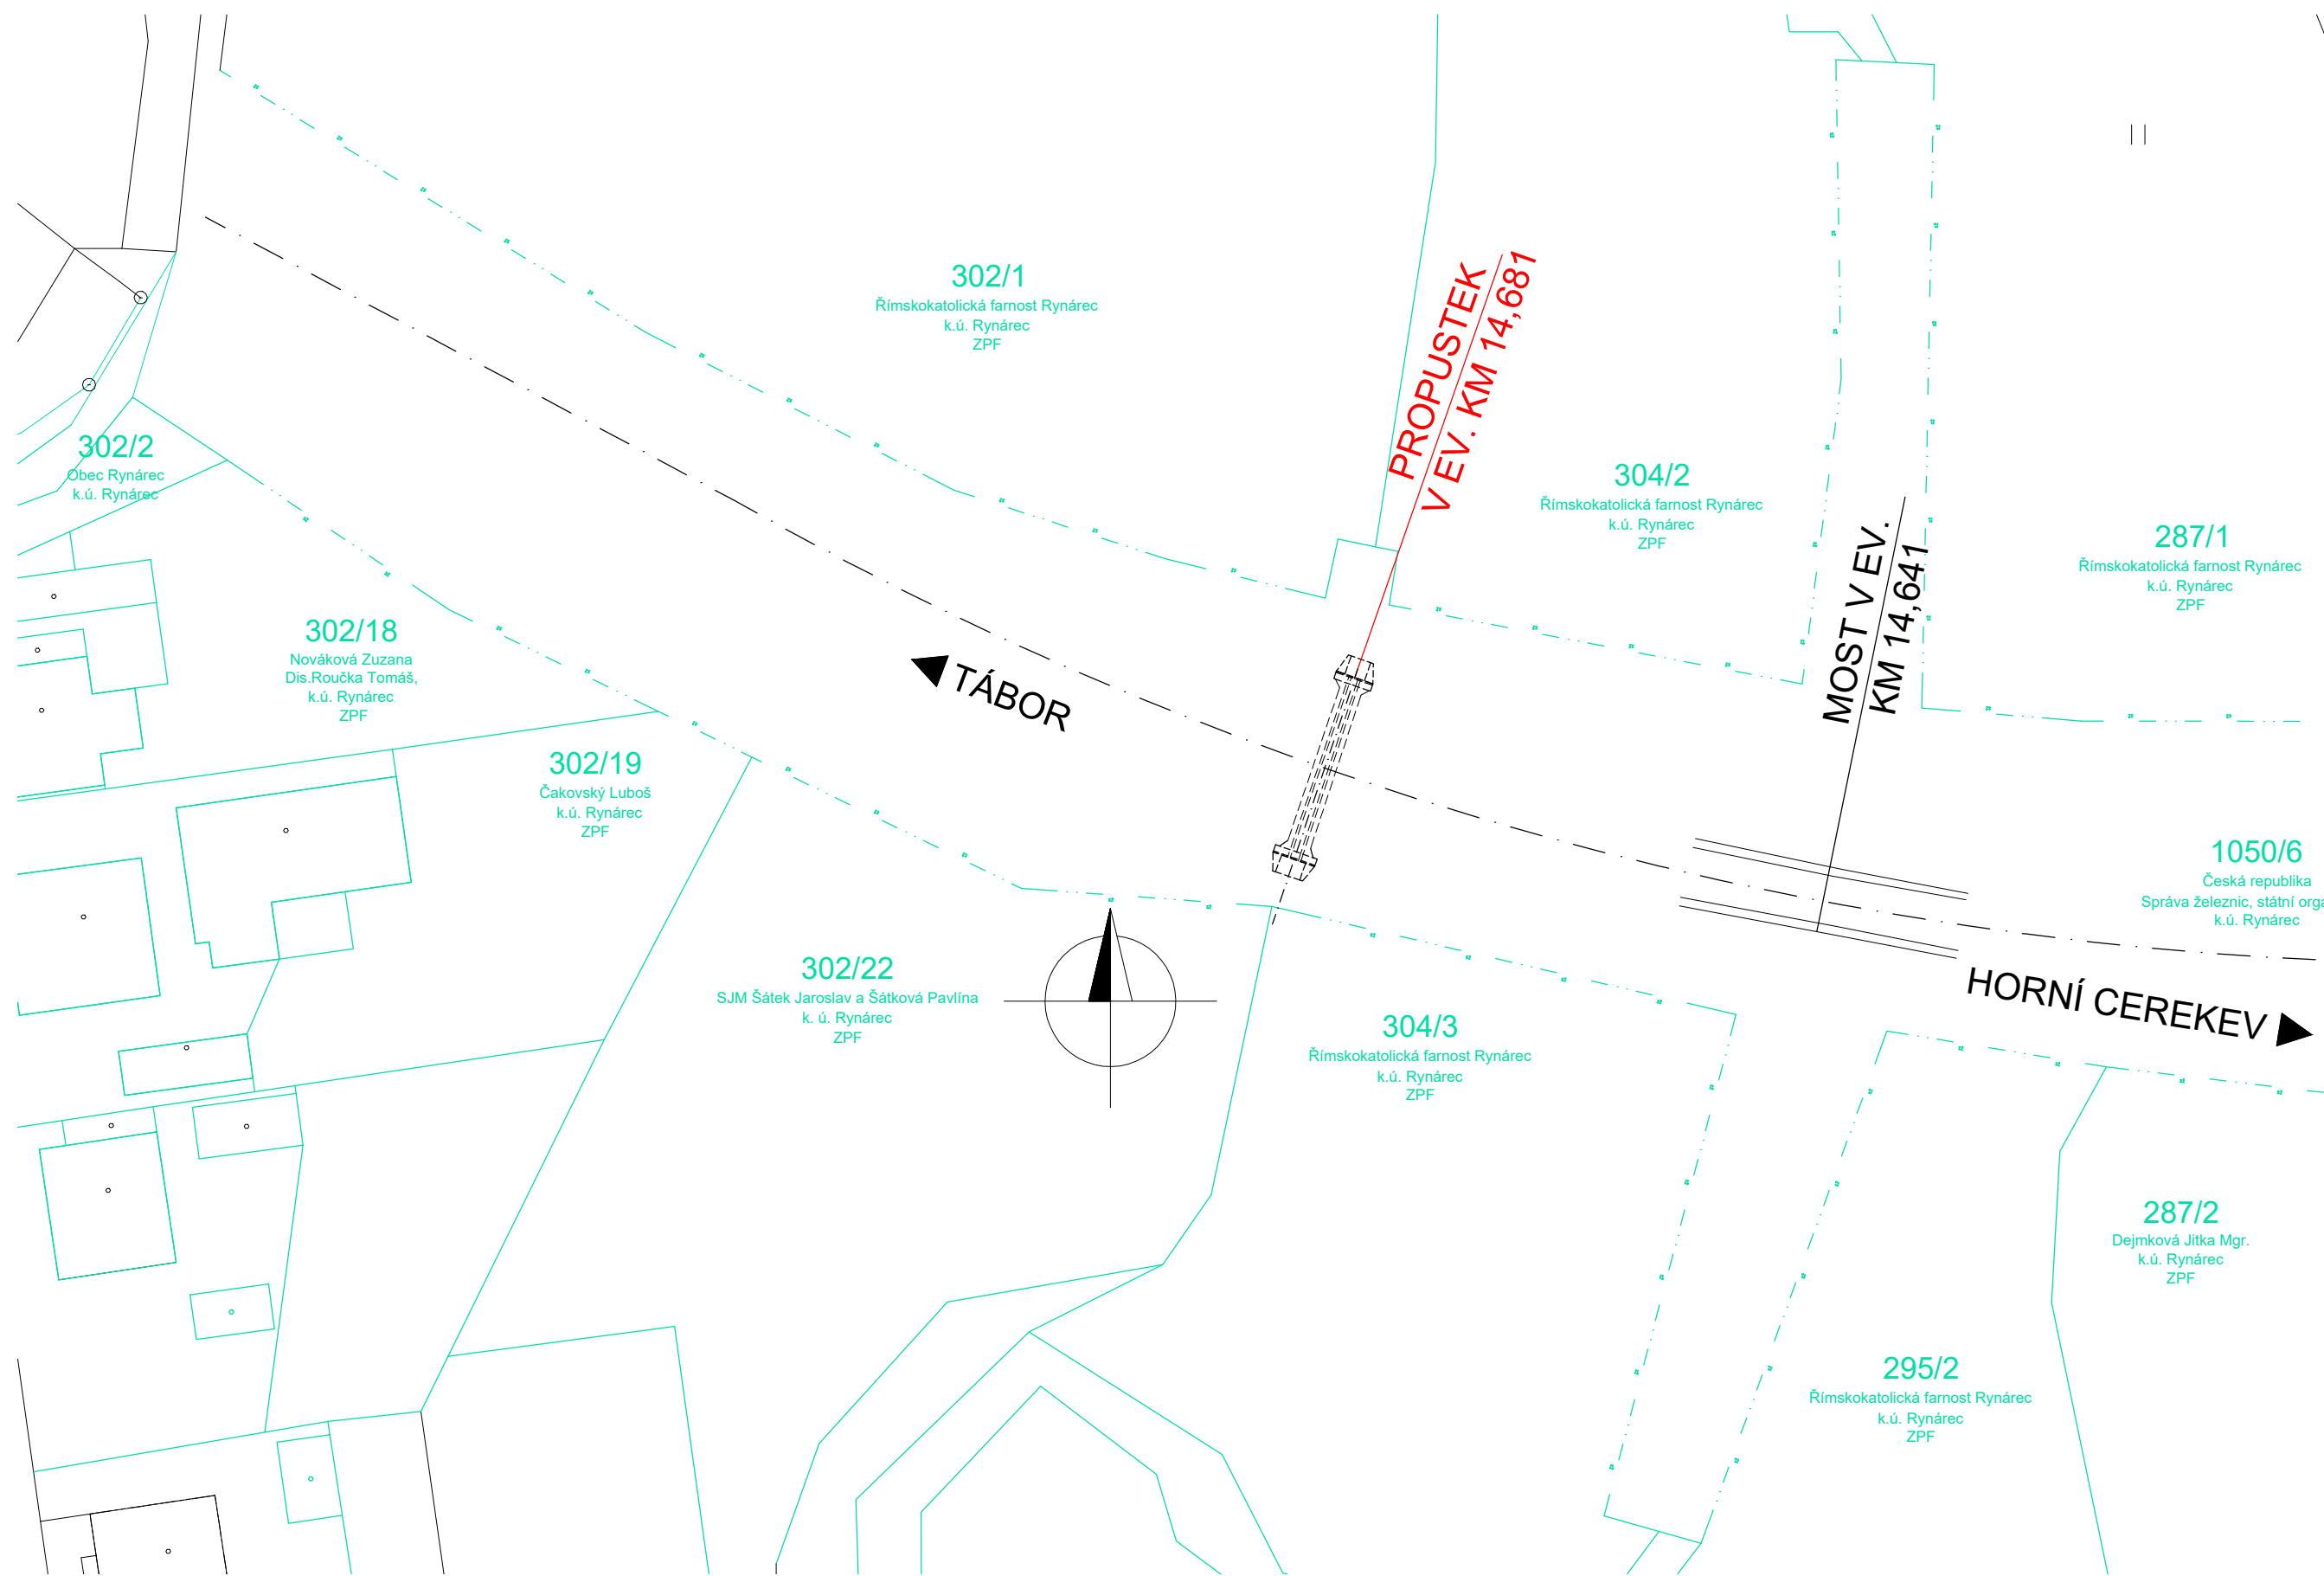 302/1
Římskokatolická farnost Rynárec
k.ú. Rynárec
ZPF
PROPUSTEK
V EV. KM 14,681
302/2
Obec Rynárec
k.ú. Rynárec
304/2
Římskokatolická farnost Rynárec
k.ú. Rynárec
ZPF
MOST V EV.
KM 14,641
287/1
Římskokatolická farnost Rynárec
k.ú. Rynárec
ZPF
302/18
Nováková Zuzana
Dis.Roučka Tomáš,
k.ú. Rynárec
ZPF
TÁBOR
302/19
Čakovský Luboš
k.ú. Rynárec
ZPF
1050/6
Česká republika
Správa železnic, státní orga
k.ú. Rynárec
302/22
SJM Šátek Jaroslav a Šátková Pavlína
k. ú. Rynárec
ZPF
HORNÍ CEREKEV
304/3
Římskokatolická farnost Rynárec
k.ú. Rynárec
ZPF
287/2
Dejmková Jitka Mgr.
k.ú. Rynárec
ZPF
295/2
Římskokatolická farnost Rynárec
k.ú. Rynárec
ZPF